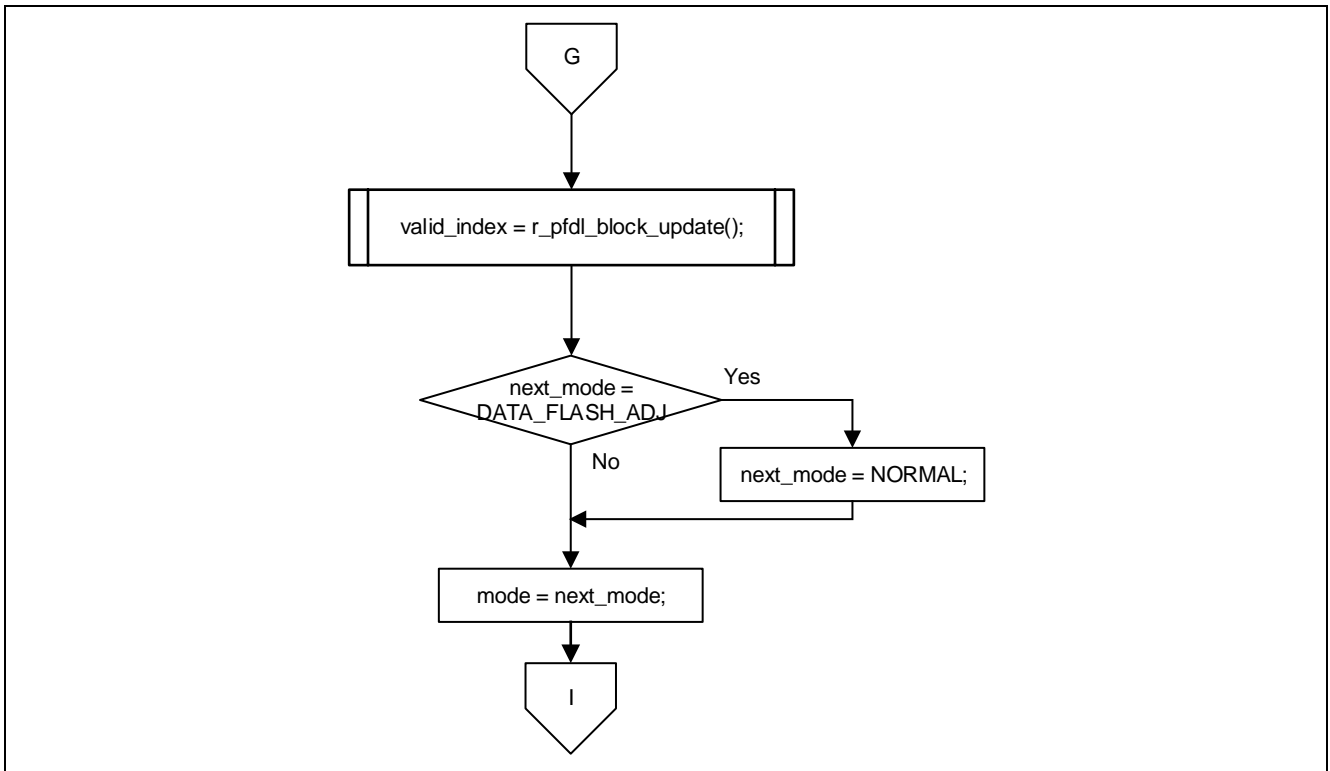 G
valid_index = r_pfdl_block_update();
next_mode =
DATA_FLASH_ADJ
Yes
No
next_mode = NORMAL;
mode = next_mode;
I